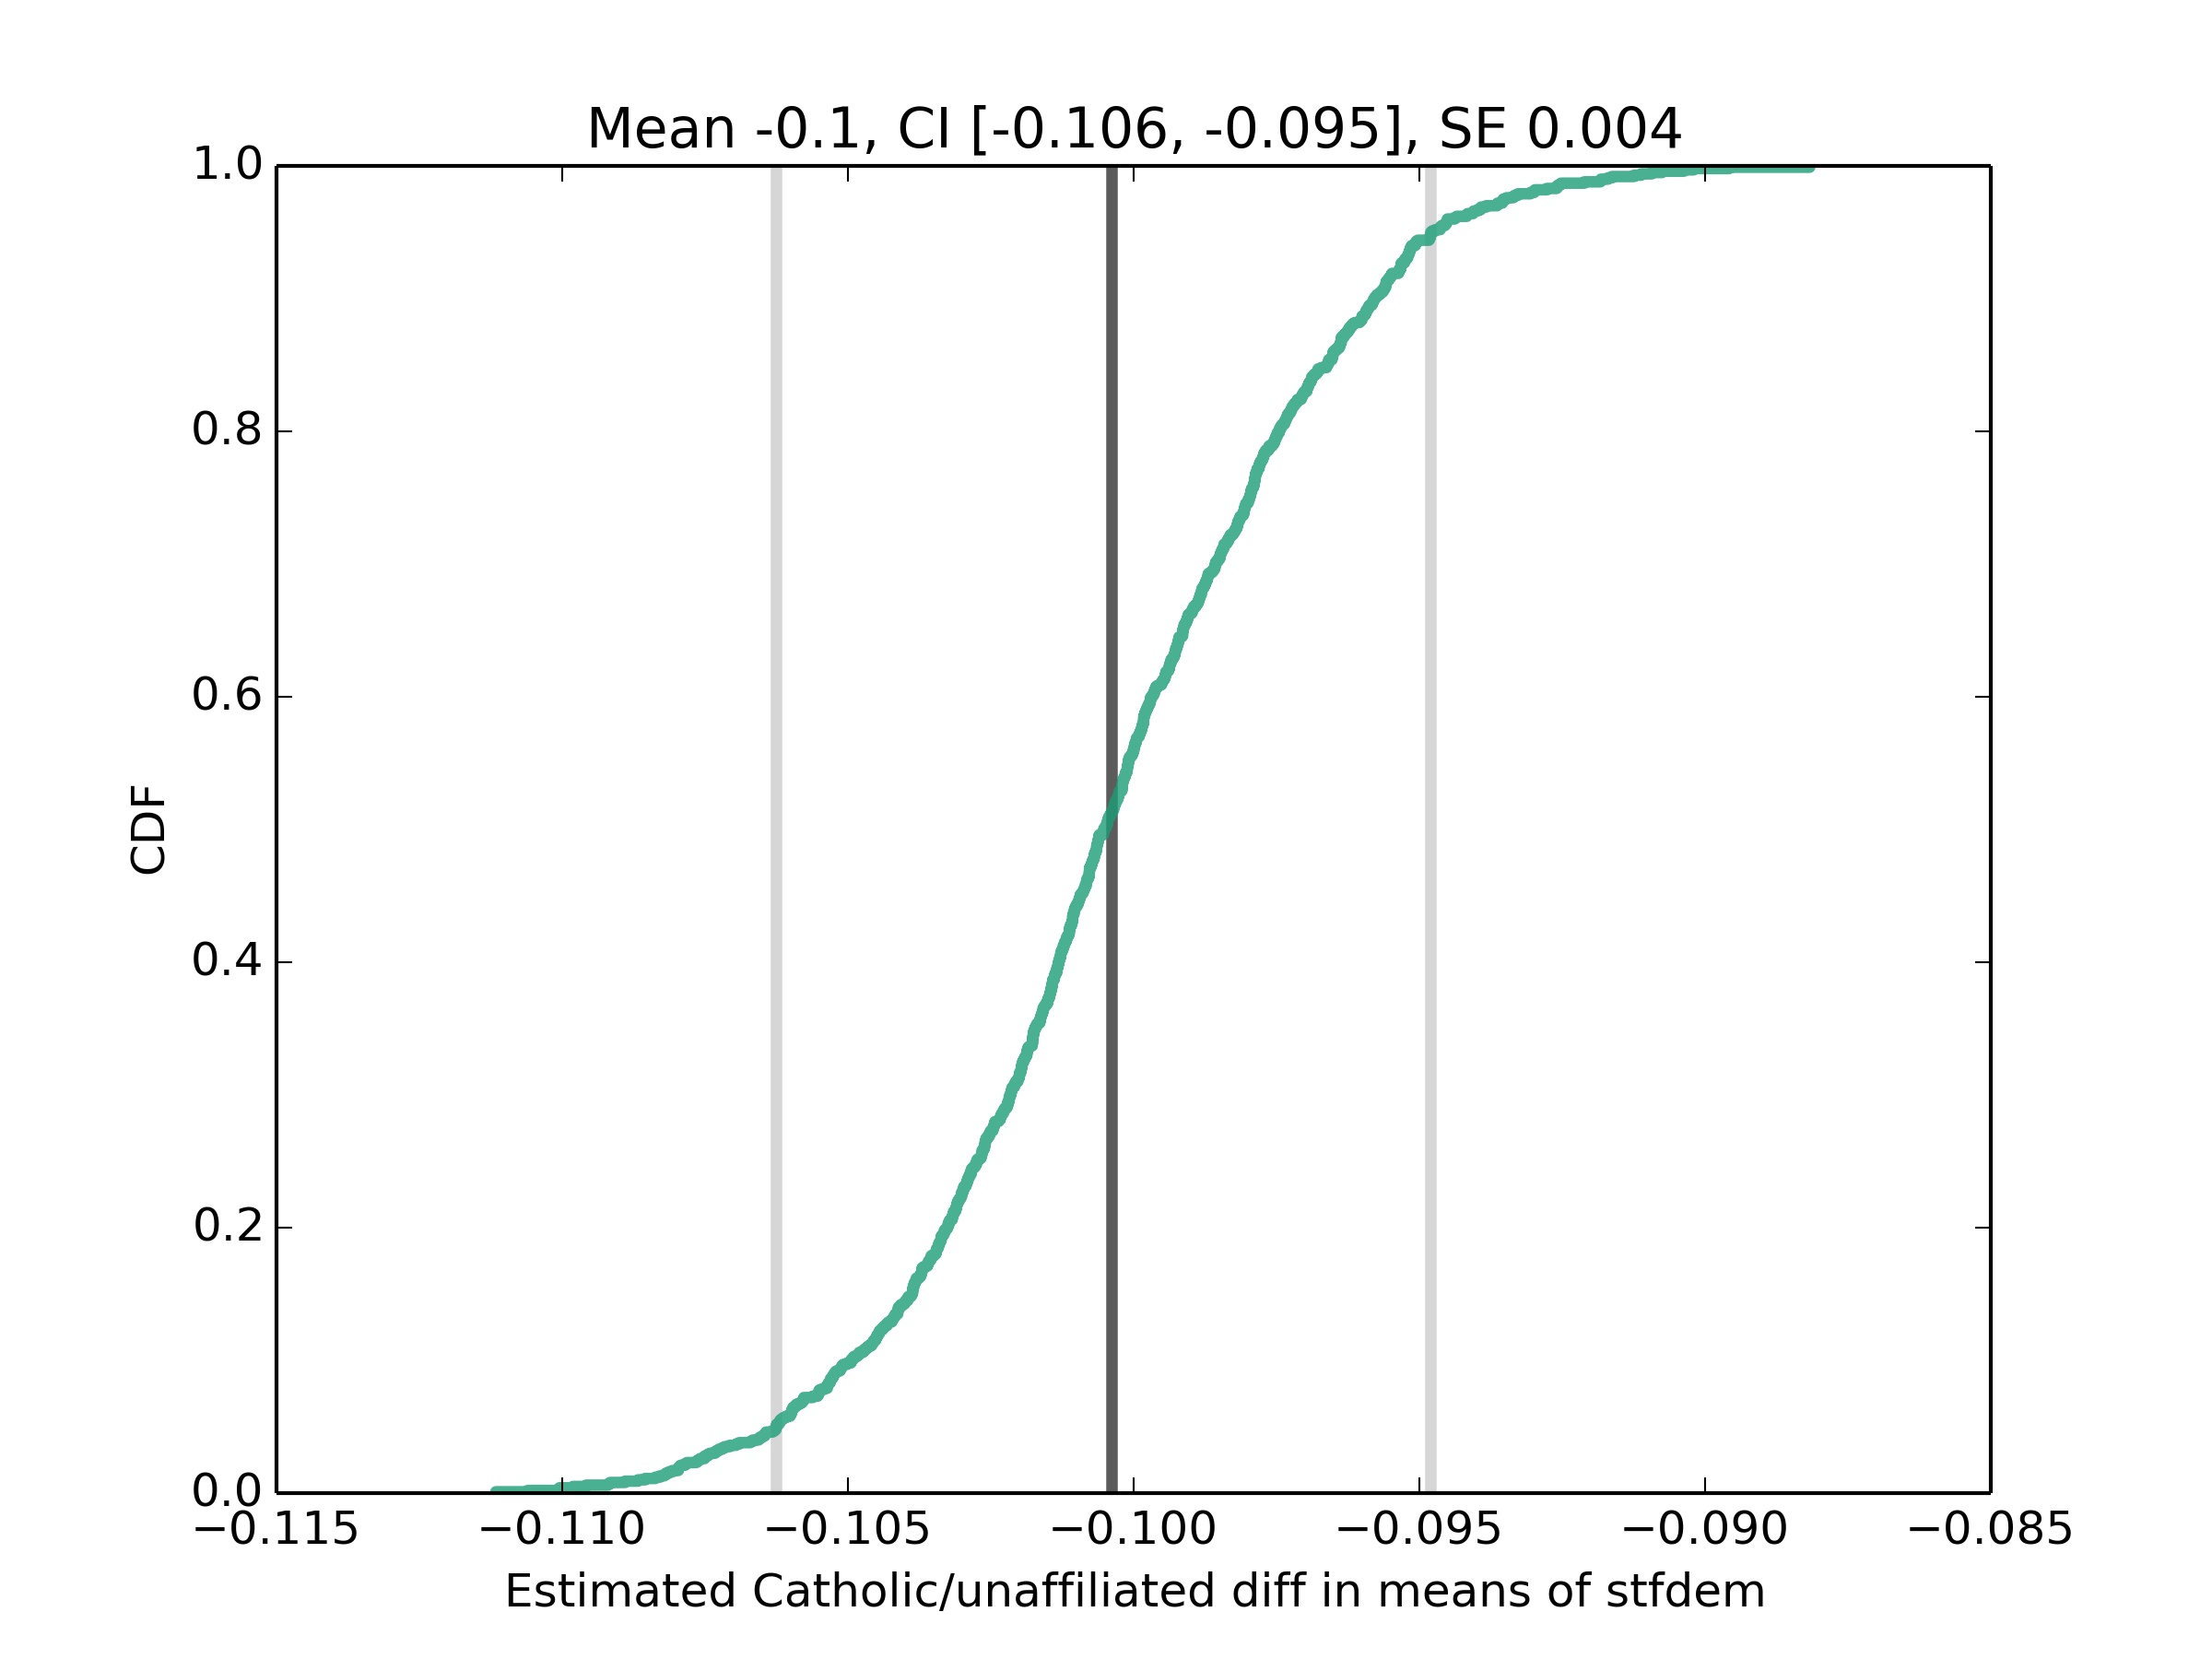 Mean -0.1, CI [-0.106, -0.095], SE 0.004
1.0
0.8
0.6
0.4
0.2
0.0
CDF
−0.115 −0.110 −0.105 −0.100 −0.095 −0.090 −0.085
Estimated Catholic/unaffiliated diff in means of stfdem